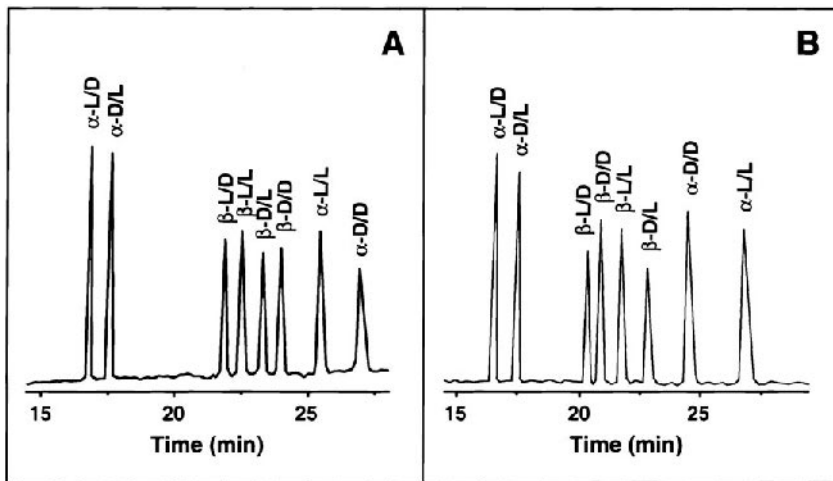 A
α-L/D
α-D/L
β-L/D
β-L/L
β-D/L
β-D/D
α-L/L
α-D/D
15 20 25
Time (min)
B
α-L/D
α-D/L
β-L/D
β-D/D
β-L/L
β-D/L
α-D/D
α-L/L
15 20 25
Time (min)